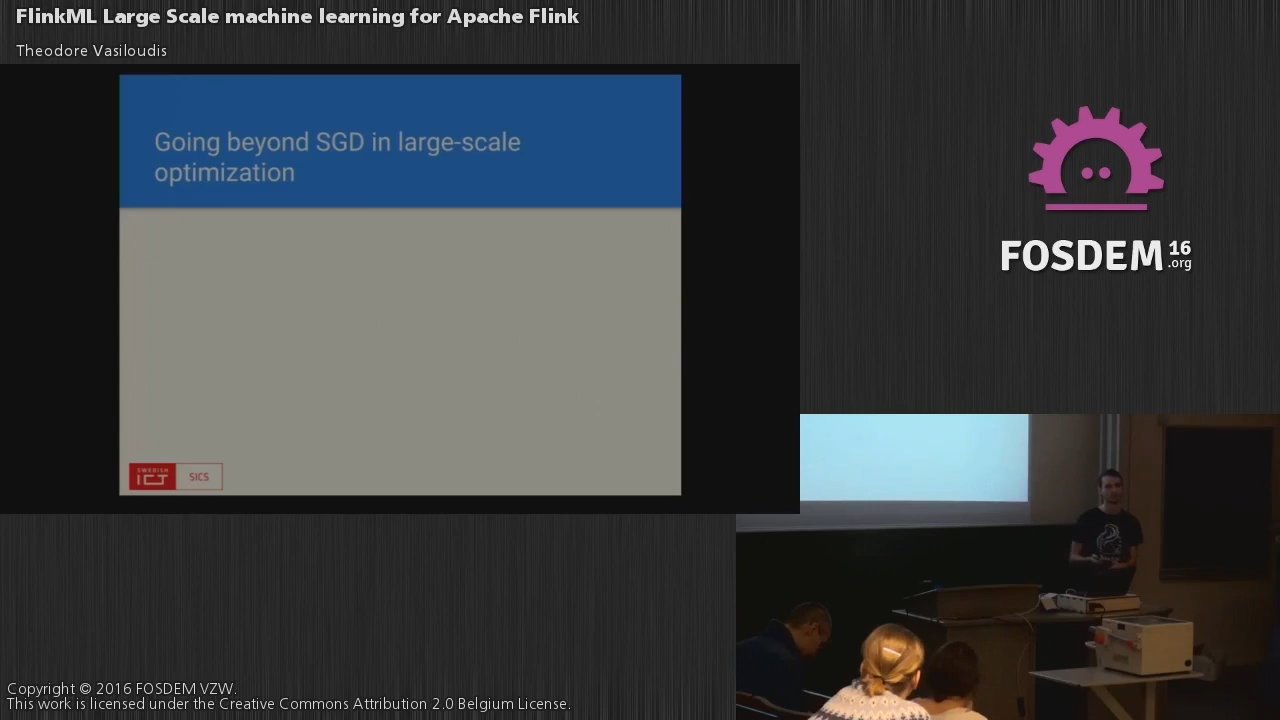 FlinkML Large Scale machine learning for Apache Flink
Theodore Vasiloudis
Going beyond SGD in large-scale
optimization
SWEDISH
ICT
SICS
FOSDEM 16
.org
Copyright © 2016 FOSDEM VZW.
This work is licensed under the Creative Commons Attribution 2.0 Belgium License.